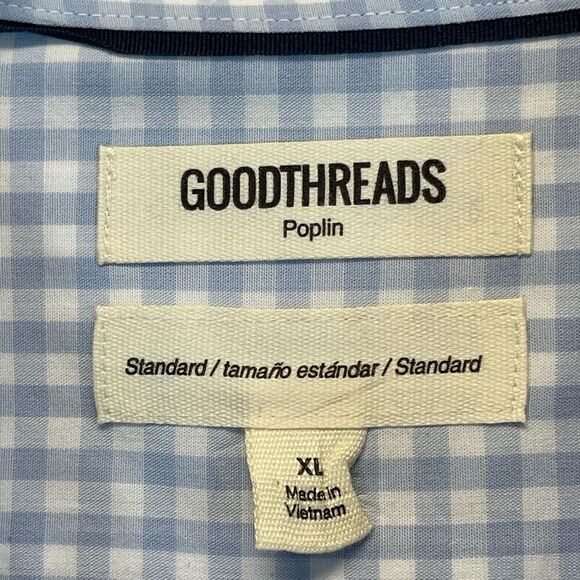 GOODTHREADS
Poplin
Standard / tamaño estándar / Standard
XL
Made in
Vietnam